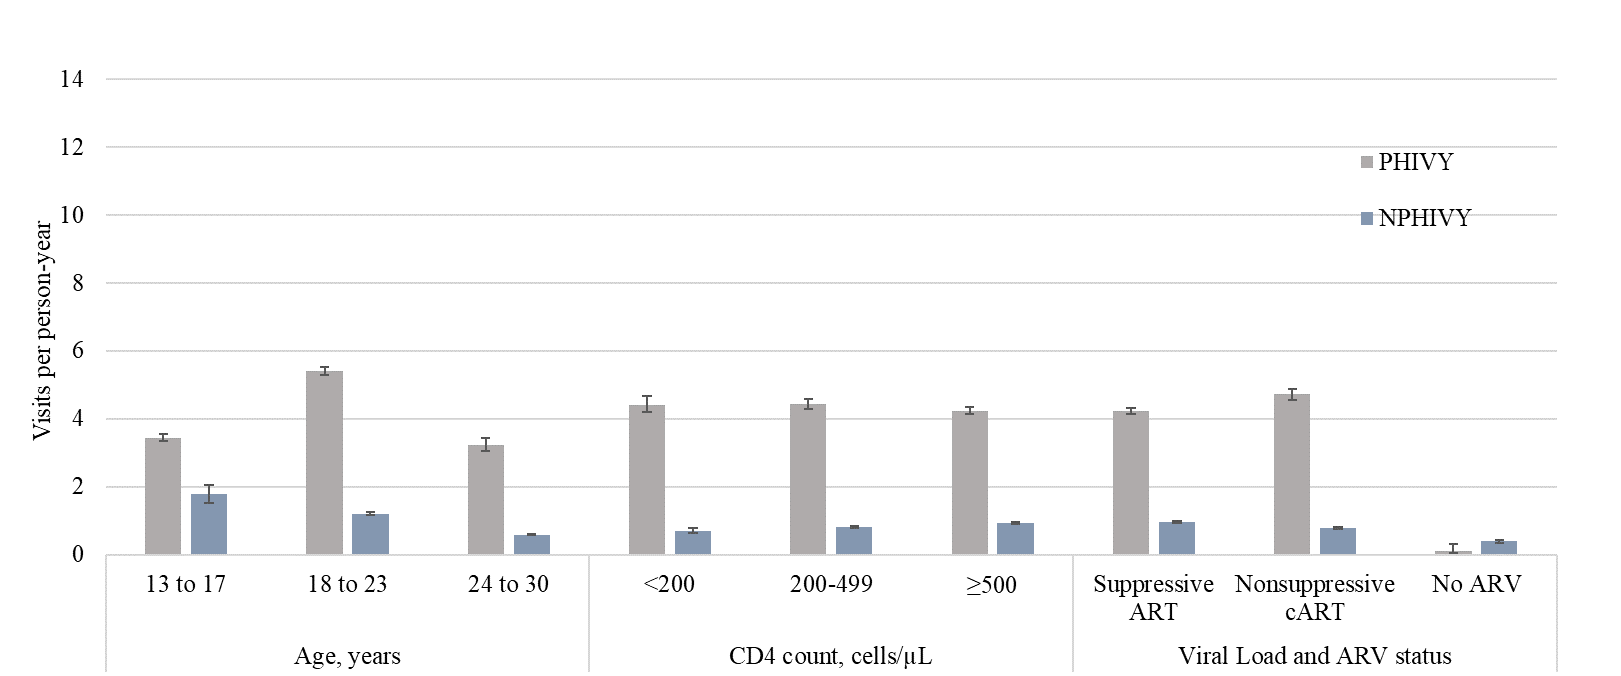 14
12
10
8
6
4
2
0
Visits per person-year
PHIVY
NPHIVY
13 to 17
18 to 23
24 to 30
<200
200-499
≥500
Suppressive
ART
Nonsuppressive
cART
No ARV
Age, years
CD4 count, cells/µL
Viral Load and ARV status